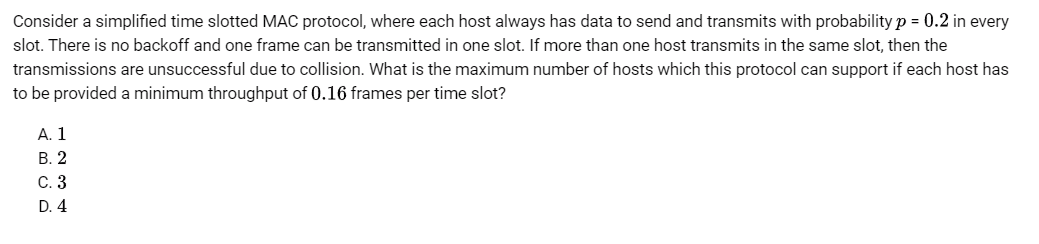 Consider a simplified time slotted MAC protocol, where each host always has data to send and transmits with probability p = 0.2 in every
slot. There is no backoff and one frame can be transmitted in one slot. If more than one host transmits in the same slot, then the
transmissions are unsuccessful due to collision. What is the maximum number of hosts which this protocol can support if each host has
to be provided a minimum throughput of 0.16 frames per time slot?
A. 1
B. 2
C. 3
D. 4